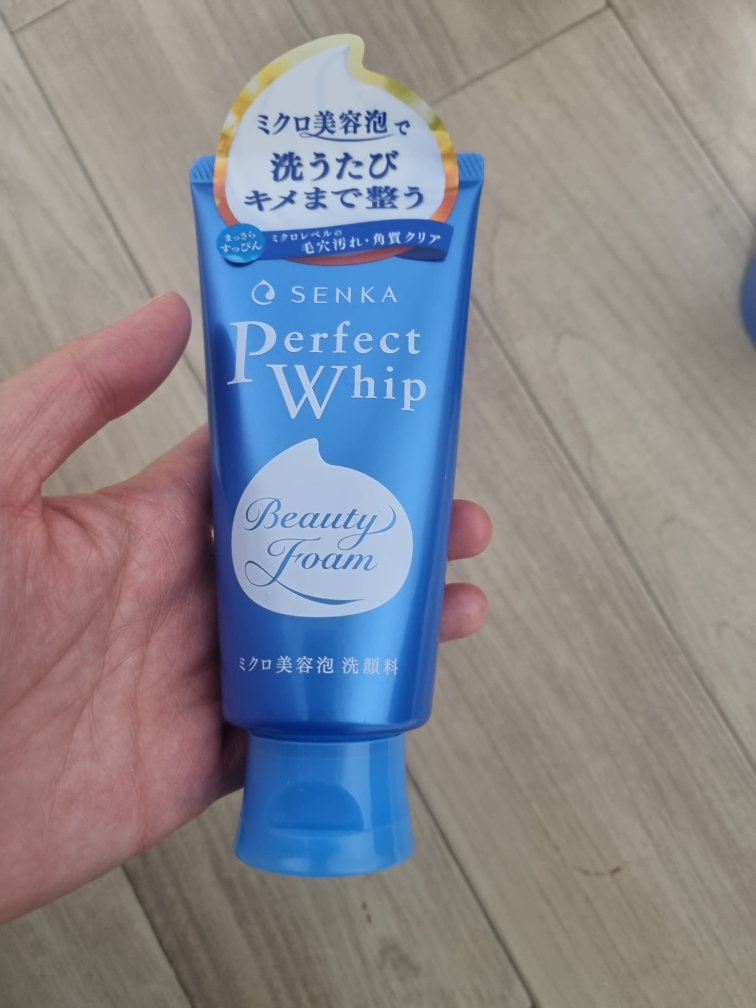 ミクロ美容泡で
洗うたび
キメまで整う
まっさら
すっぴん
ミクロレベルの
毛穴汚れ・角質クリア
SENKA
Perfect
Whip
Beauty
Foam
ミクロ美容泡 洗顔料